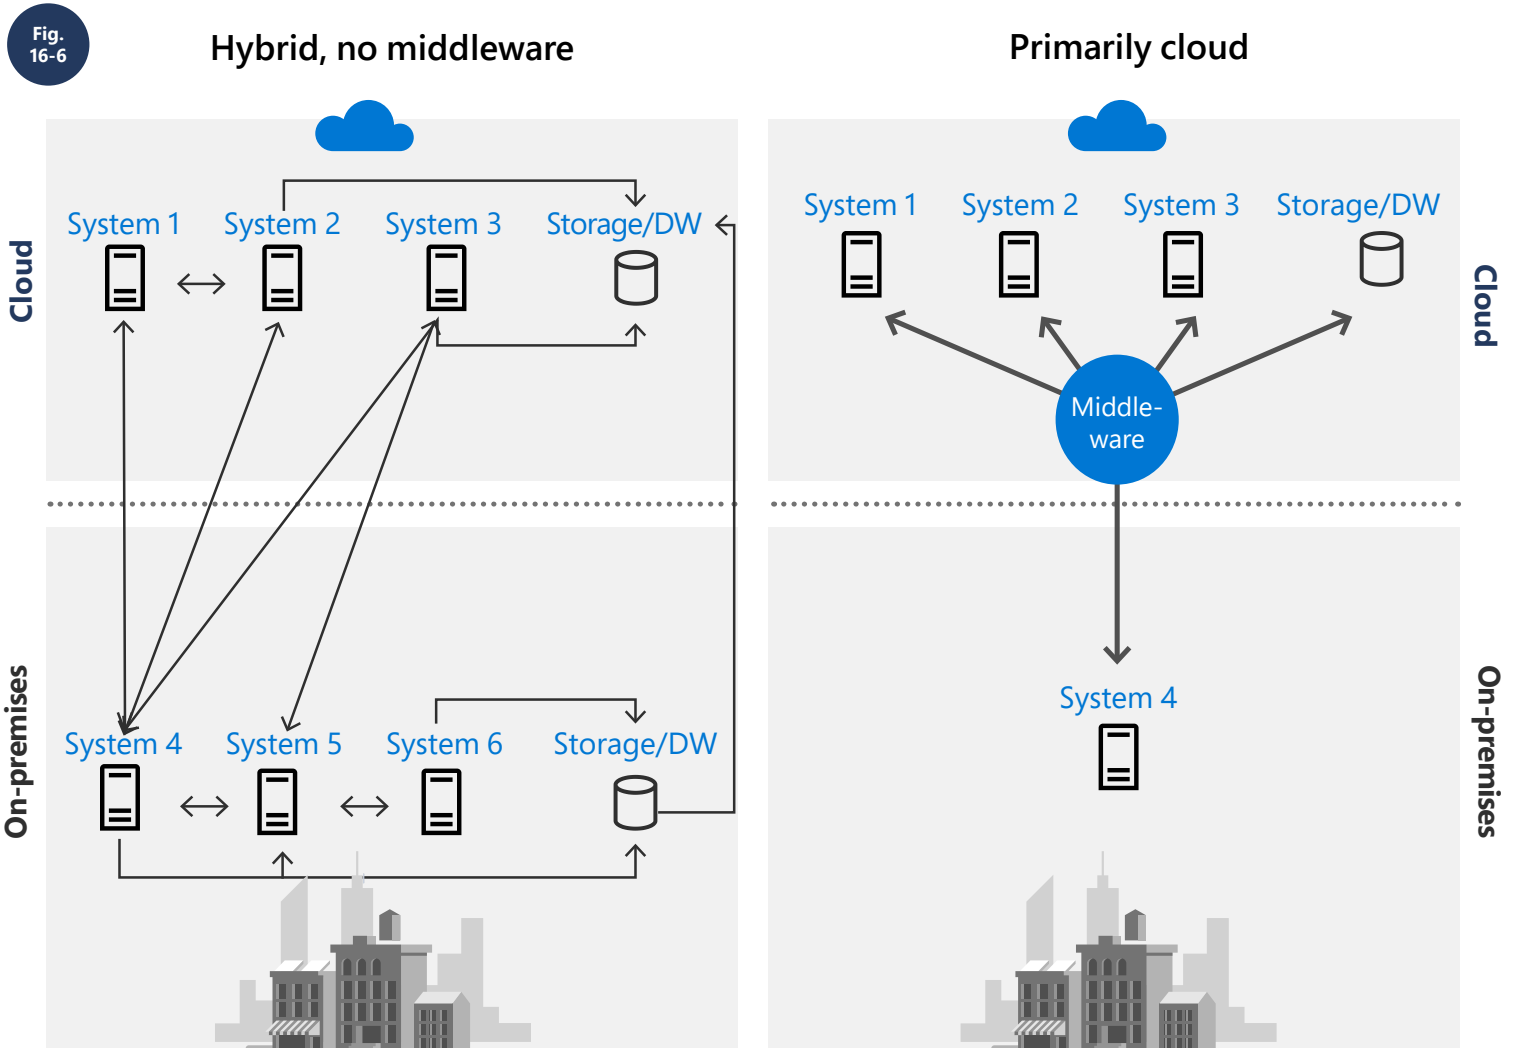 Fig.
16-6
Hybrid, no middleware
Primarily cloud
Cloud
System 1
System 2
System 3
Storage/DW
On-premises
System 4
System 5
System 6
Storage/DW
System 1
System 2
System 3
Storage/DW
Cloud
Middle-
ware
System 4
On-premises